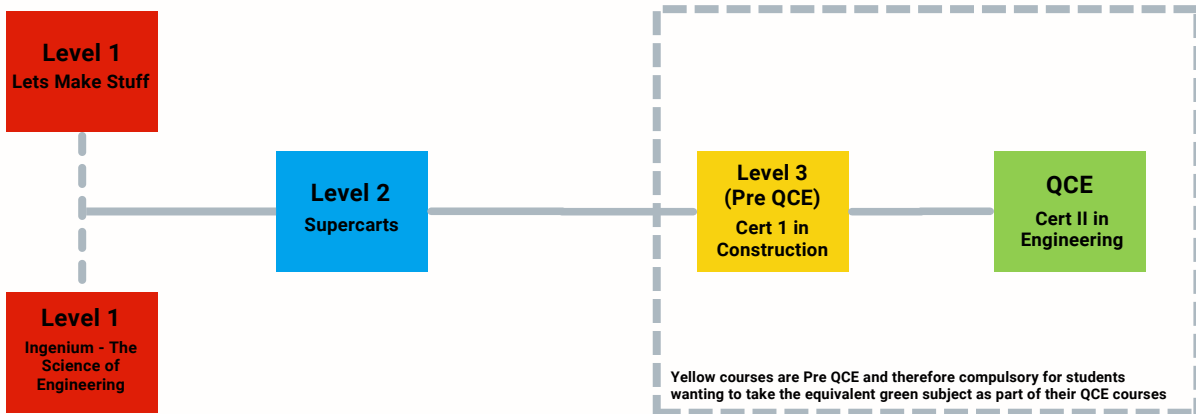 Level 1
Lets Make Stuff
Level 1
Ingenium - The
Science of
Engineering
Level 2
Supercarts
Level 3
(Pre QCE)
Cert 1 in
Construction
QCE
Cert II in
Engineering
Yellow courses are Pre QCE and therefore compulsory for students
wanting to take the equivalent green subject as part of their QCE courses